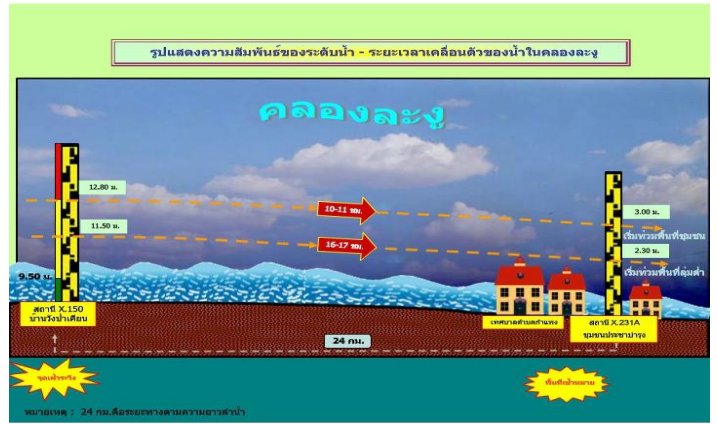 รูปแสดงความสัมพันธ์ของระดับน้ำ - ระยะเวลาเคลื่อนตัวของน้ำในคลองละงู
คลองละงู
12.80 ม.
10-11 ชม.
3.00 ม.
เริ่มท่วมพื้นที่ชุมชน
11.50 ม.
16-17 ชม.
2.30 ม.
เริ่มท่วมพื้นที่ลุ่มต่ำ
9.50 ม.
สถานี X.150
บ้านวังป่าเคียน
เทศบาลตำบลกำแพง
สถานี X.231A
ชุมชนประชาบำรุง
24 กม.
จุดเฝ้าระวัง
พื้นที่เป้าหมาย
หมายเหตุ : 24 กม.คือระยะทางตามความยาวลำน้ำ